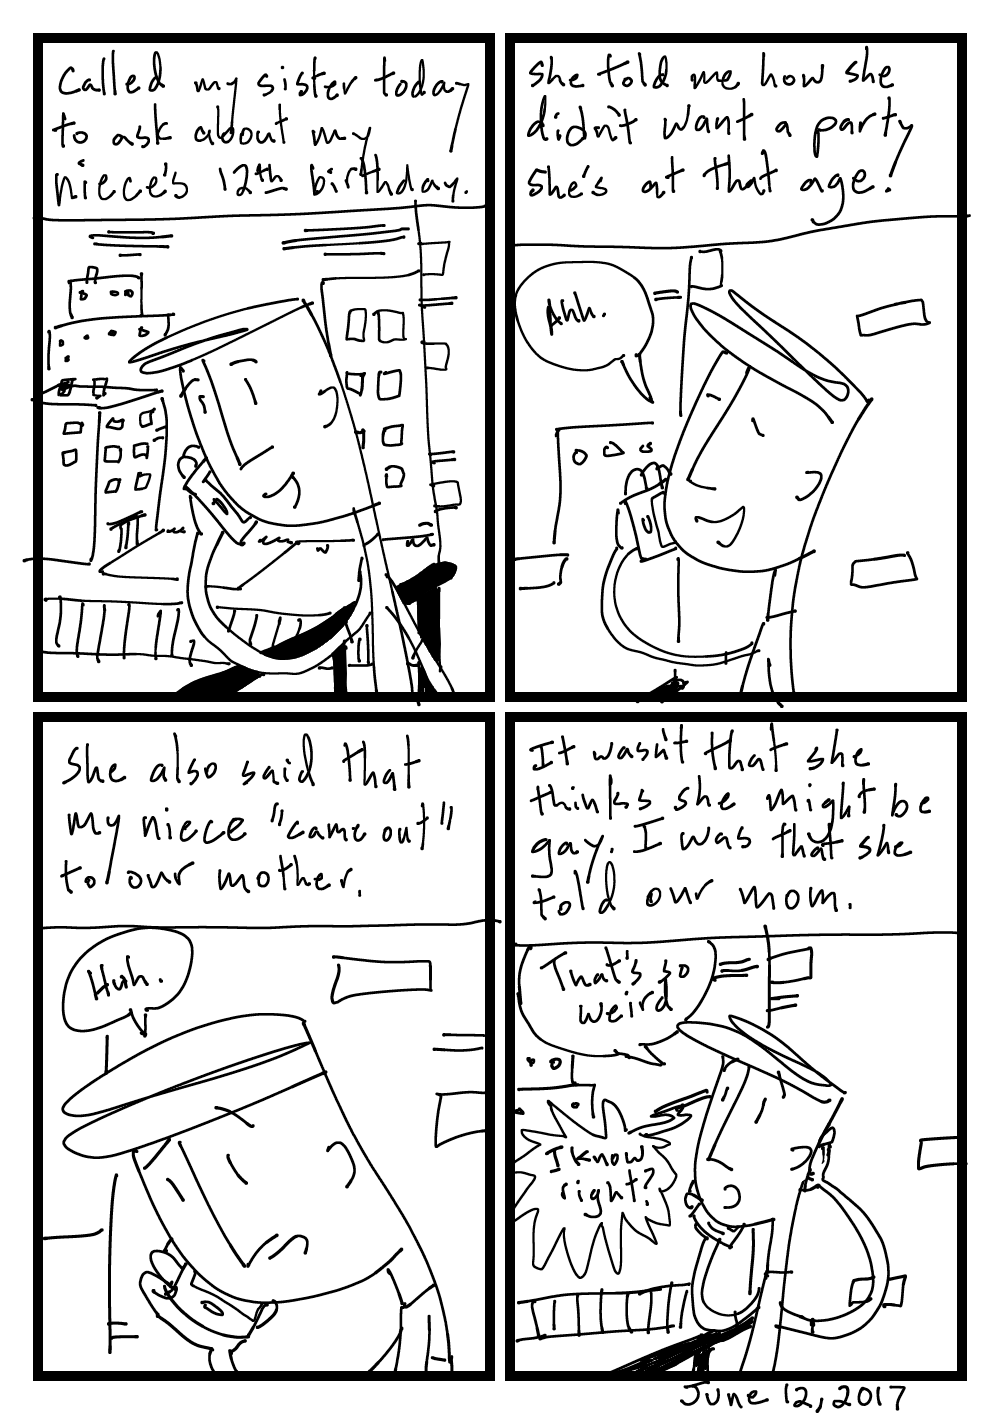 Called my sister today
to ask about my
niece's 12th birthday.
She told me how she
didn't want a party
She's at that age!
Ahh.
She also said that
my niece "came out"
to our mother.
Huh.
It wasn't that she
thinks she might be
gay. I was that she
told our mom.
That's so
weird
I know
right?
June 12, 2017